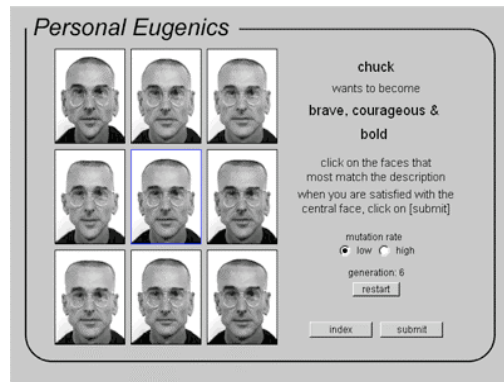 Personal Eugenics
chuck
wants to become
brave, courageous &
bold
click on the faces that
most match the description
when you are satisfied with the
central face, click on [submit]
mutation rate
low high
generation: 6
restart
index submit